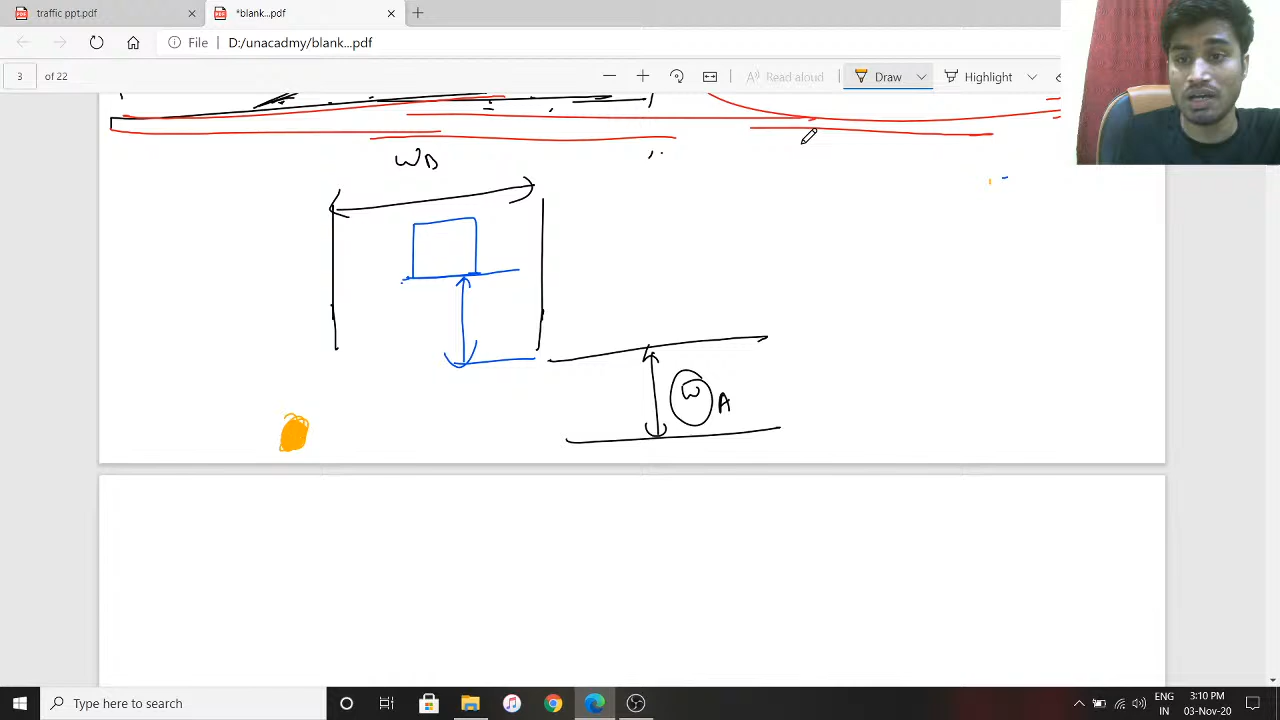 traffic ppt.pdf
*blank...pdf
File
D:/unacadmy/blank...pdf
3
of 22
Read aloud
Draw
Highlight
WB
W A
Type here to search
ENG
IN
3:10 PM
03-Nov-20